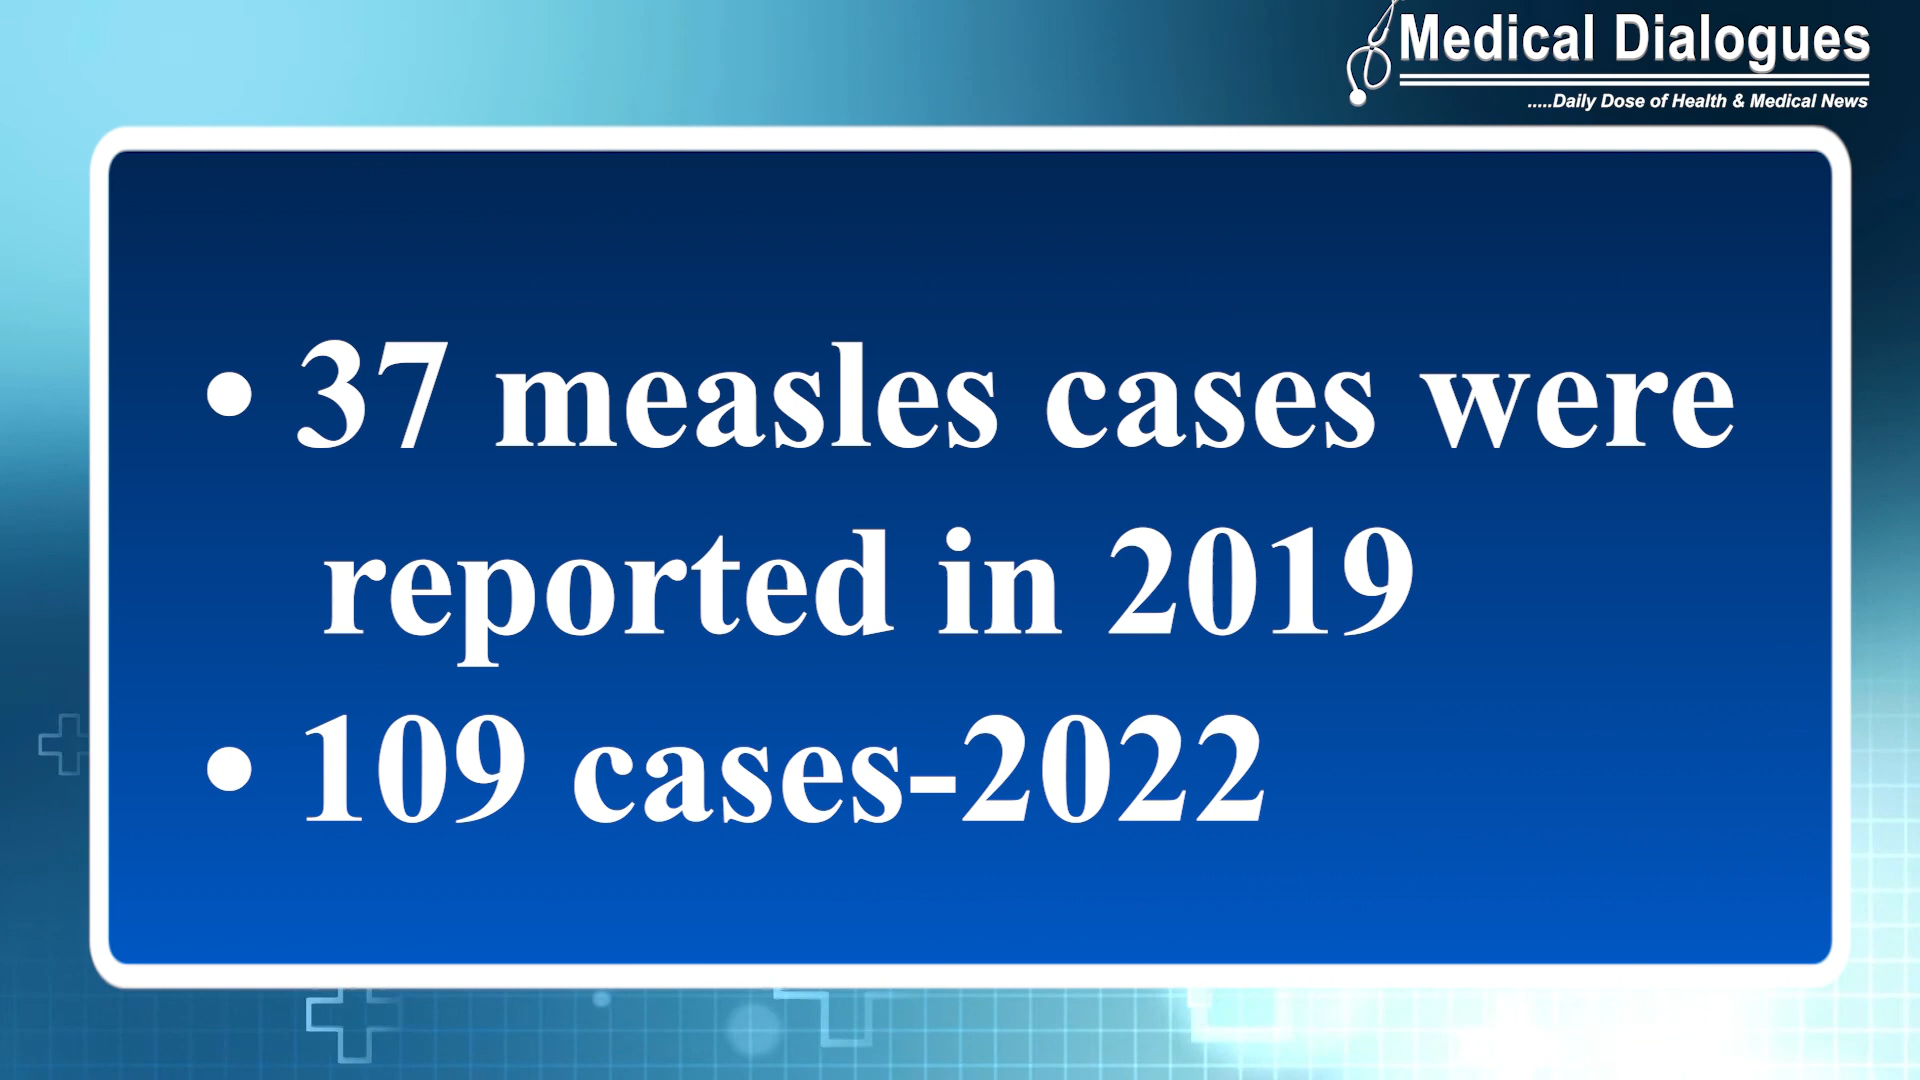 Medical Dialogues
.....Daily Dose of Health & Medical News
• 37 measles cases were
reported in 2019
• 109 cases-2022